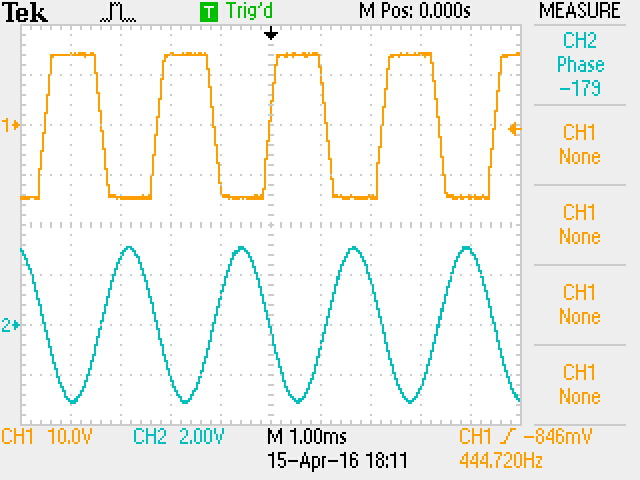 Tek
T Trig'd
M Pos: 0.000s
MEASURE
CH2
Phase
-179
CH1
None
CH1
None
CH1
None
CH1
None
1
2
CH1 10.0V
CH2 2.00V
M 1.00ms
CH1 -846mV
15-Apr-16 18:11
444.720Hz